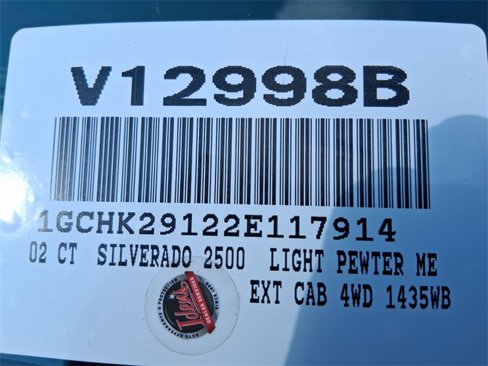 V12998B
1GCHK29122E117914
02 CT SILVERADO 2500 LIGHT PEWTER ME
EXT CAB 4WD 1435WB